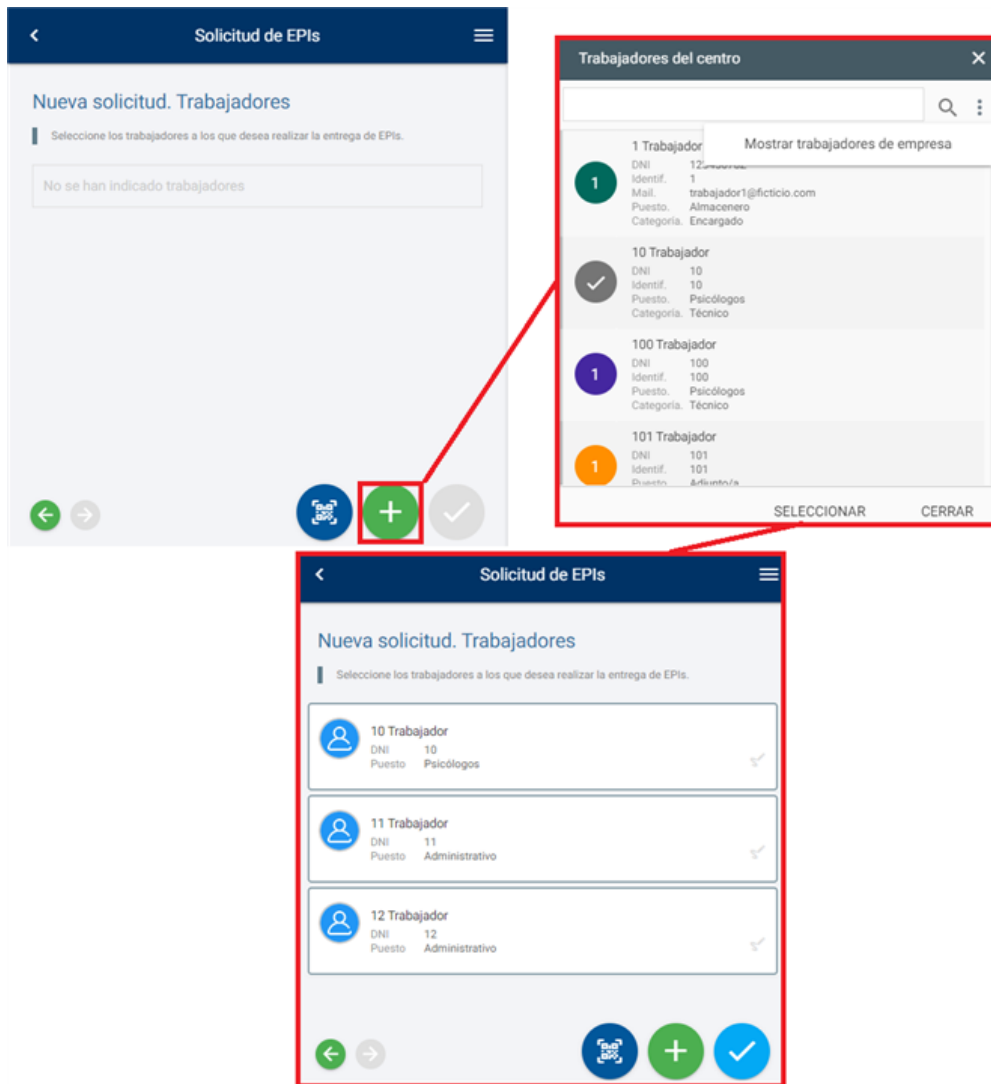 Solicitud de EPIs
Nueva solicitud. Trabajadores
Seleccione los trabajadores a los que desea realizar la entrega de EPIs.
No se han indicado trabajadores
Trabajadores del centro
Mostrar trabajadores de empresa
1 Trabajador
DNI
1
Identif. 1
Mail. trabajador1@ficticio.com
Puesto. Almacenero
Categoría. Encargado
10 Trabajador
DNI 10
Identif. 10
Puesto. Psicólogos
Categoría. Técnico
100 Trabajador
DNI 100
1
Identif. 100
Puesto. Psicólogos
Categoría. Técnico
101 Trabajador
DNI 101
1
Identif. 101
Puesto Adjunto/a
SELECCIONAR CERRAR
Solicitud de EPIs
Nueva solicitud. Trabajadores
Seleccione los trabajadores a los que desea realizar la entrega de EPIs.
10 Trabajador
DNI 10
Puesto Psicólogos
11 Trabajador
DNI 11
Puesto Administrativo
12 Trabajador
DNI 12
Puesto Administrativo